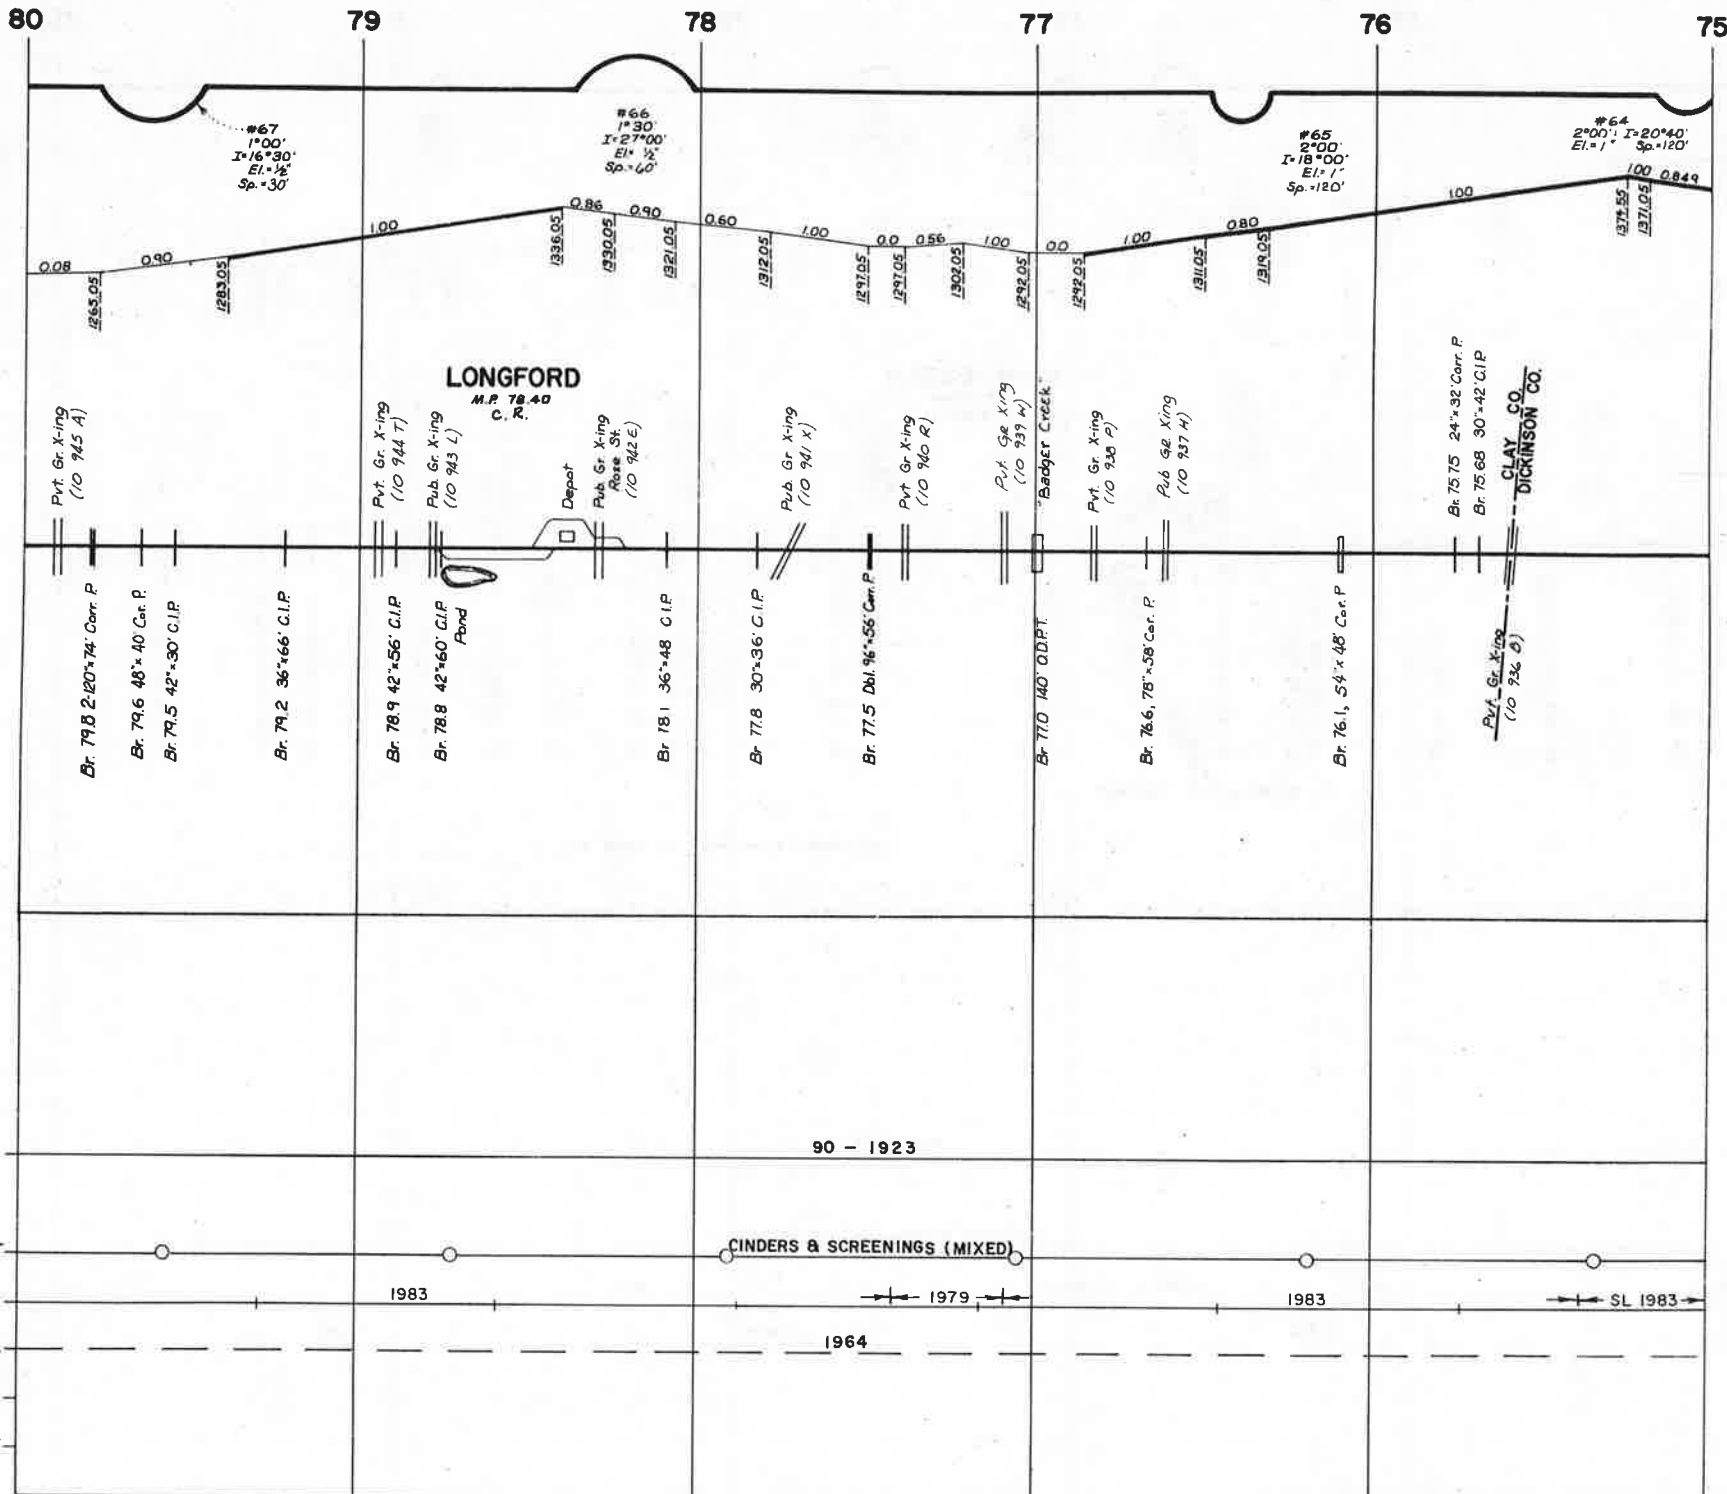 80 79 78 77 76 75
#67
1°00'
I=16°30'
El.=½"
Sp.=30'
#66
1°30'
I=27°00'
El=½"
Sp.=60'
#65
2°00'
I=18°00'
El.=1"
Sp.=120'
#64
2°00' I=20°40'
El.=1" Sp.=120'
0.08 0.90 1.00 0.86 0.90 0.60 1.00 0.0 0.56 1.00 0.0 1.00 0.80 1.00 1.00 0.849
1265.05 1283.05 1336.05 1330.05 1321.05 1312.05 1297.05 1297.05 1302.05 1292.05 1292.05 1311.05 1319.05 1374.55 1371.05
LONGFORD
M.P. 78.40
C. R.
Pvt. Gr. X-ing
(10 945 A)
Pvt. Gr. X-ing
(10 944 T)
Pub. Gr. X-ing
(10 943 L)
Depot
Pub. Gr. X-ing
Rose St.
(10 942 E)
Pub. Gr X-ing
(10 941 X)
Pvt Gr X-ing
(10 940 R)
Pvt. Gr Xing
(10 939 W)
"Badger Creek"
Pvt. Gr. X-ing
(10 938 P)
Pub Gr. Xing
(10 937 H)
Br. 75.75 24"x32' Corr. P.
Br. 75.68 30"x42' C.I.P.
CLAY CO.
DICKINSON CO.
Pvt. Gr. X-ing
(10 936 B)
Br. 79.8 2-120"x74' Corr. P.
Br. 79.6 48"x40' Cor. P.
Br. 79.5 42"x30' C.I.P.
Br. 79.2 36"x66' C.I.P.
Br. 78.9 42"x56' C.I.P.
Br. 78.8 42"x60' C.I.P.
Pond
Br 78.1 36"x48 C.I.P.
Br 77.8 30"x36' C.I.P.
Br. 77.5 Dbl. 96"x56' Corr. P.
Br 77.0 140' O.D.P.T.
Br. 76.6, 78"x58' Cor. P.
Br. 76.1, 54"x48' Cor. P
90 - 1923
CINDERS & SCREENINGS (MIXED)
1983 1979 1983 SL 1983
1964